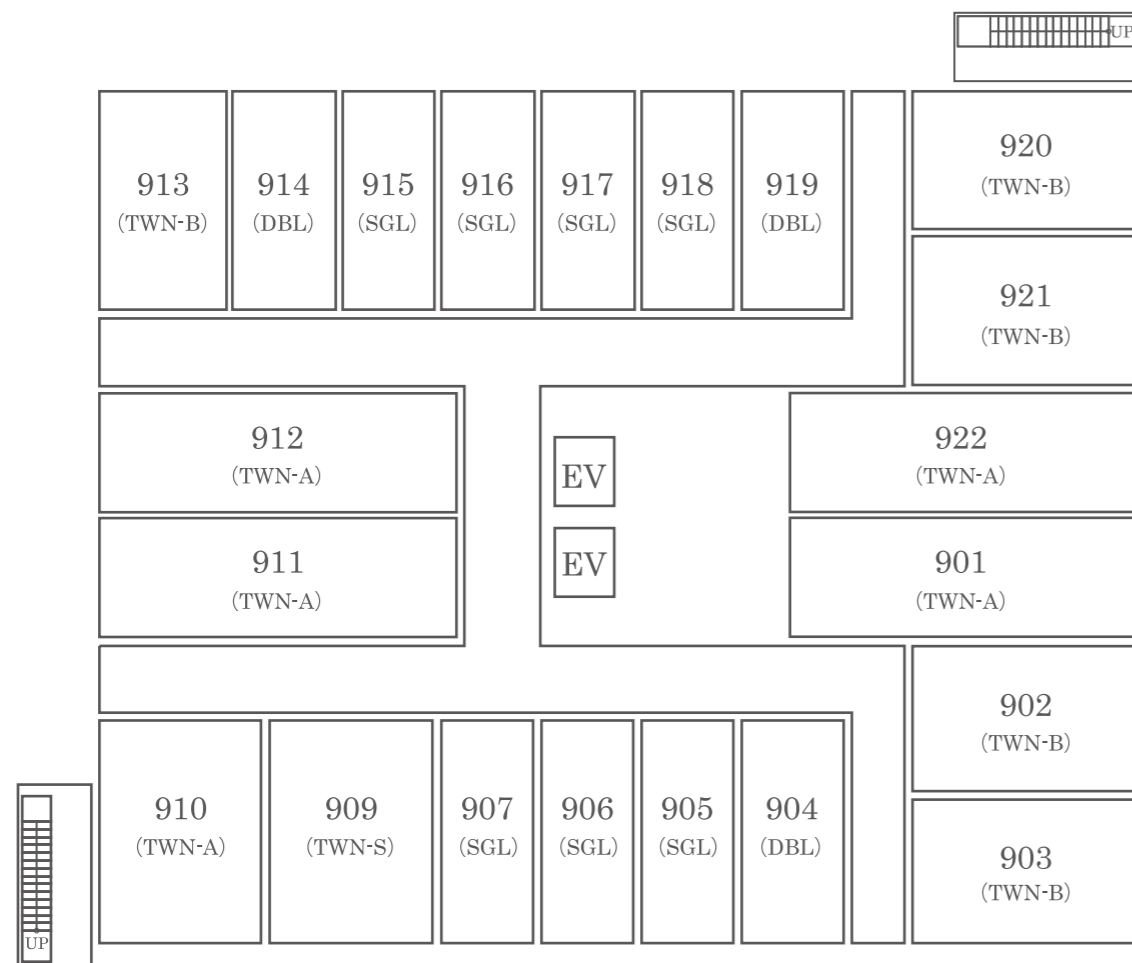 UP
913
(TWN-B)
914
(DBL)
915
(SGL)
916
(SGL)
917
(SGL)
918
(SGL)
919
(DBL)
920
(TWN-B)
921
(TWN-B)
912
(TWN-A)
EV
922
(TWN-A)
911
(TWN-A)
EV
901
(TWN-A)
902
(TWN-B)
910
(TWN-A)
909
(TWN-S)
907
(SGL)
906
(SGL)
905
(SGL)
904
(DBL)
903
(TWN-B)
UP